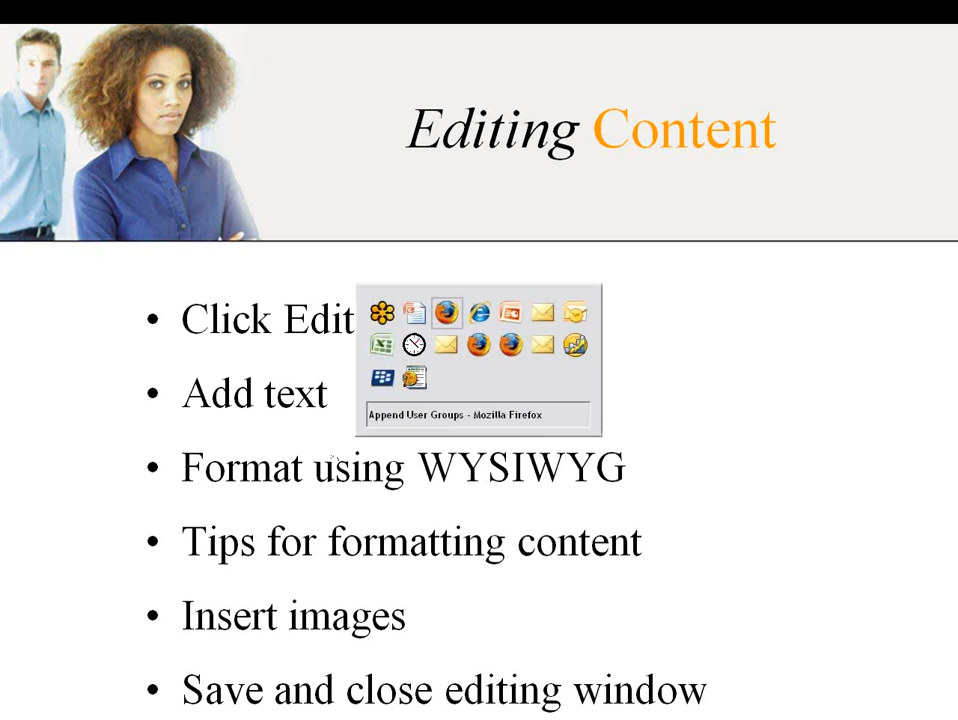 Editing Content
• Click Edit
• Add text
Append User Groups - Mozilla Firefox
• Format using WYSIWYG
• Tips for formatting content
• Insert images
• Save and close editing window